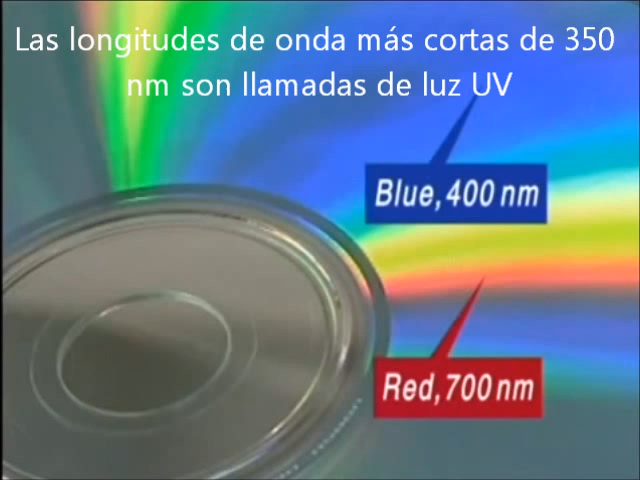 Las longitudes de onda más cortas de 350
nm son llamadas de luz UV
Blue, 400 nm
Red, 700 nm